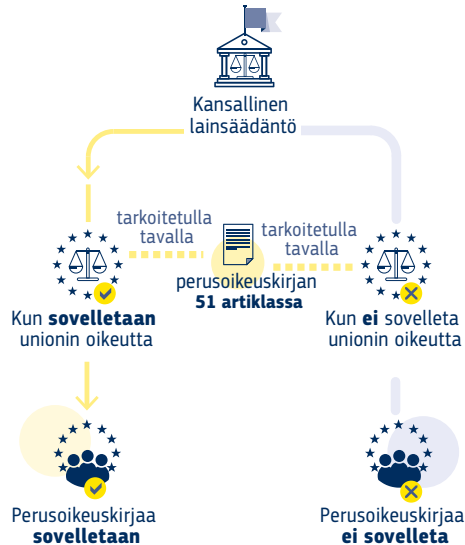 Kansallinen
lainsäädäntö
tarkoitetulla
tavalla
tarkoitetulla
tavalla
perusoikeuskirjan
51 artiklassa
Kun sovelletaan
unionin oikeutta
Kun ei sovelleta
unionin oikeutta
Perusoikeuskirjaa
sovelletaan
Perusoikeuskirjaa
ei sovelleta